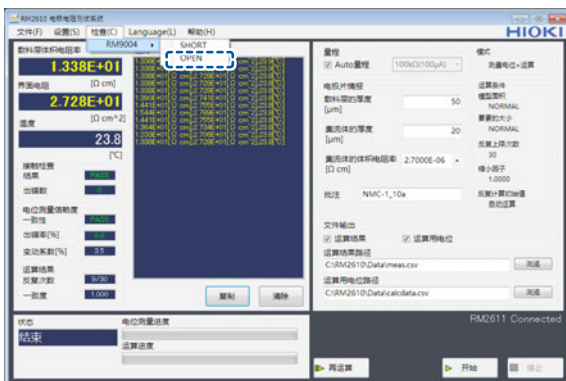 RM2610 电极电阻测试系统
文件(F) 设置(S) 检查(C) Language(L) 帮助(H)
HIOKI
RM9004
SHORT
OPEN
敷料层体积电阻率
1.338E+01
[Ω cm]
界面电阻
2.728E+01
[Ω cm^2]
温度
23.8
[℃]
接触检查
结果 PASS
出错数 0
电位测量信赖度
一致性 PASS
出错率[%] 0.0
变动系数[%] 3.5
运算结果
反复次数 9/30
一致度 1.000
复制
清除
量程
Auto量程
100kΩ(100μA)
模式
测量电位+运算
电极片情报
敷料层的厚度
[μm]
50
集流体的厚度
[μm]
20
集流体的体积电阻率
[Ω cm]
2.7000E-06
批注
NMC-1_10a
运算条件
模型面积
NORMAL
要素的大小
NORMAL
反复上限次数
30
缩小因子
1.0000
反复计算初始值
自动运算
文件输出
运算结果
运算用电位
运算结果路径
C:\RM2610\Data\meas.csv
浏览
运算用电位路径
C:\RM2610\Data\calcdata.csv
浏览
状态
结束
电位测量进度
运算进度
RM2611 Connected
再运算
开始
停止